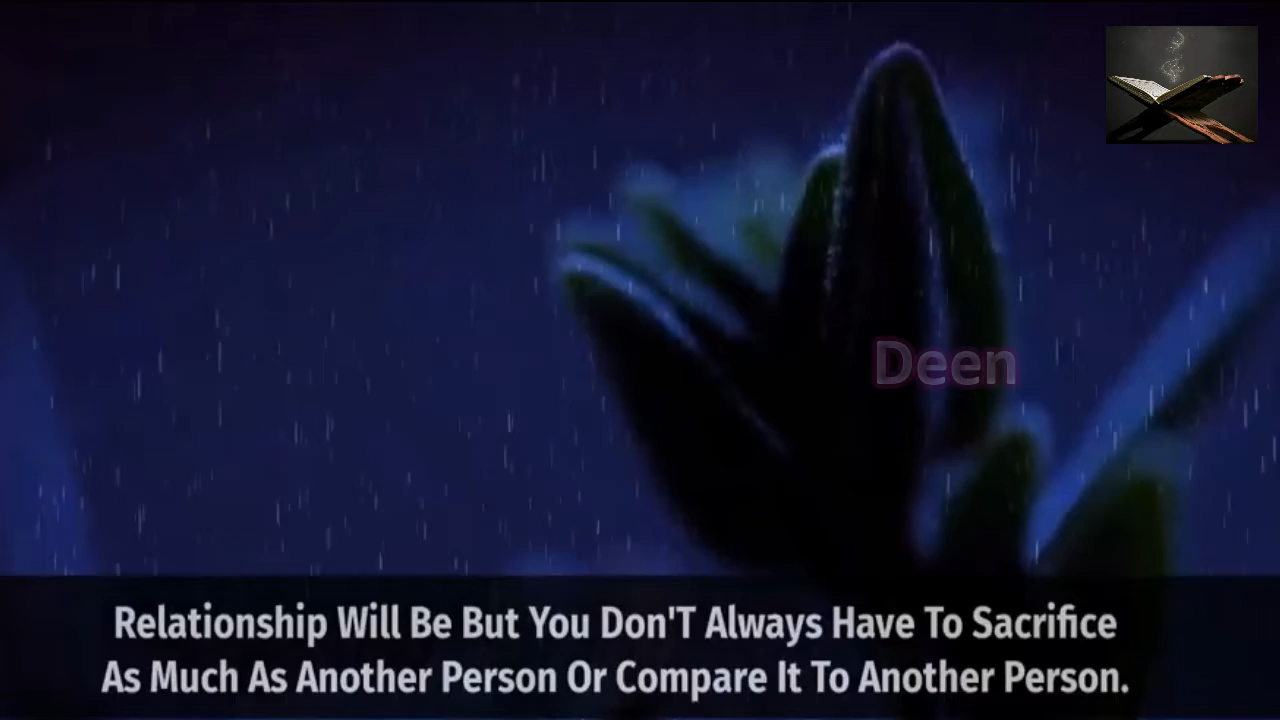 Deen
Relationship Will Be But You Don'T Always Have To Sacrifice
As Much As Another Person Or Compare It To Another Person.